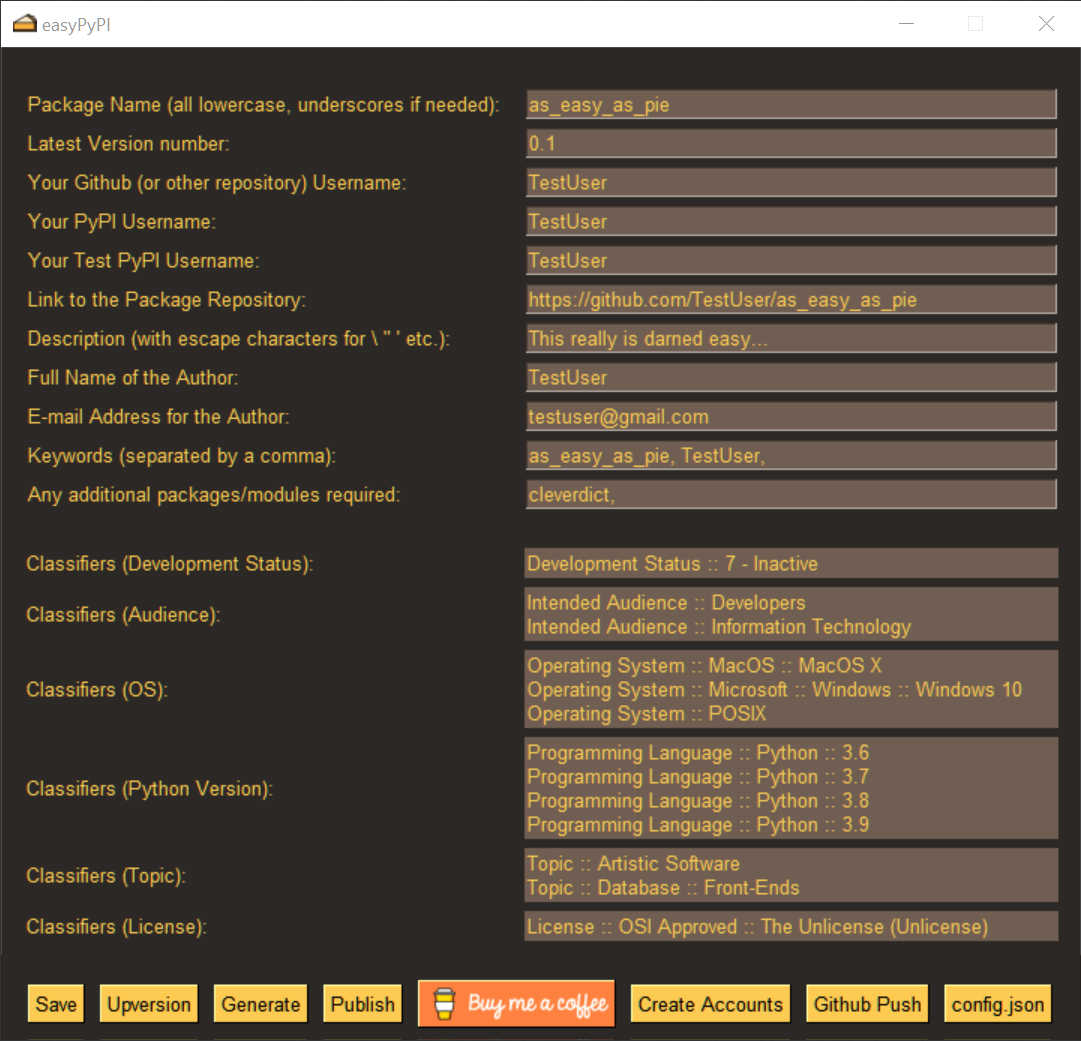 easyPyPI
Package Name (all lowercase, underscores if needed): as_easy_as_pie
Latest Version number: 0.1
Your Github (or other repository) Username: TestUser
Your PyPI Username: TestUser
Your Test PyPI Username: TestUser
Link to the Package Repository: https://github.com/TestUser/as_easy_as_pie
Description (with escape characters for \ " ' etc.): This really is darned easy...
Full Name of the Author: TestUser
E-mail Address for the Author: testuser@gmail.com
Keywords (separated by a comma): as_easy_as_pie, TestUser,
Any additional packages/modules required: cleverdict,
Classifiers (Development Status): Development Status :: 7 - Inactive
Classifiers (Audience):
Intended Audience :: Developers
Intended Audience :: Information Technology
Classifiers (OS):
Operating System :: MacOS :: MacOS X
Operating System :: Microsoft :: Windows :: Windows 10
Operating System :: POSIX
Classifiers (Python Version):
Programming Language :: Python :: 3.6
Programming Language :: Python :: 3.7
Programming Language :: Python :: 3.8
Programming Language :: Python :: 3.9
Classifiers (Topic):
Topic :: Artistic Software
Topic :: Database :: Front-Ends
Classifiers (License): License :: OSI Approved :: The Unlicense (Unlicense)
Save Upversion Generate Publish Buy me a coffee Create Accounts Github Push config.json